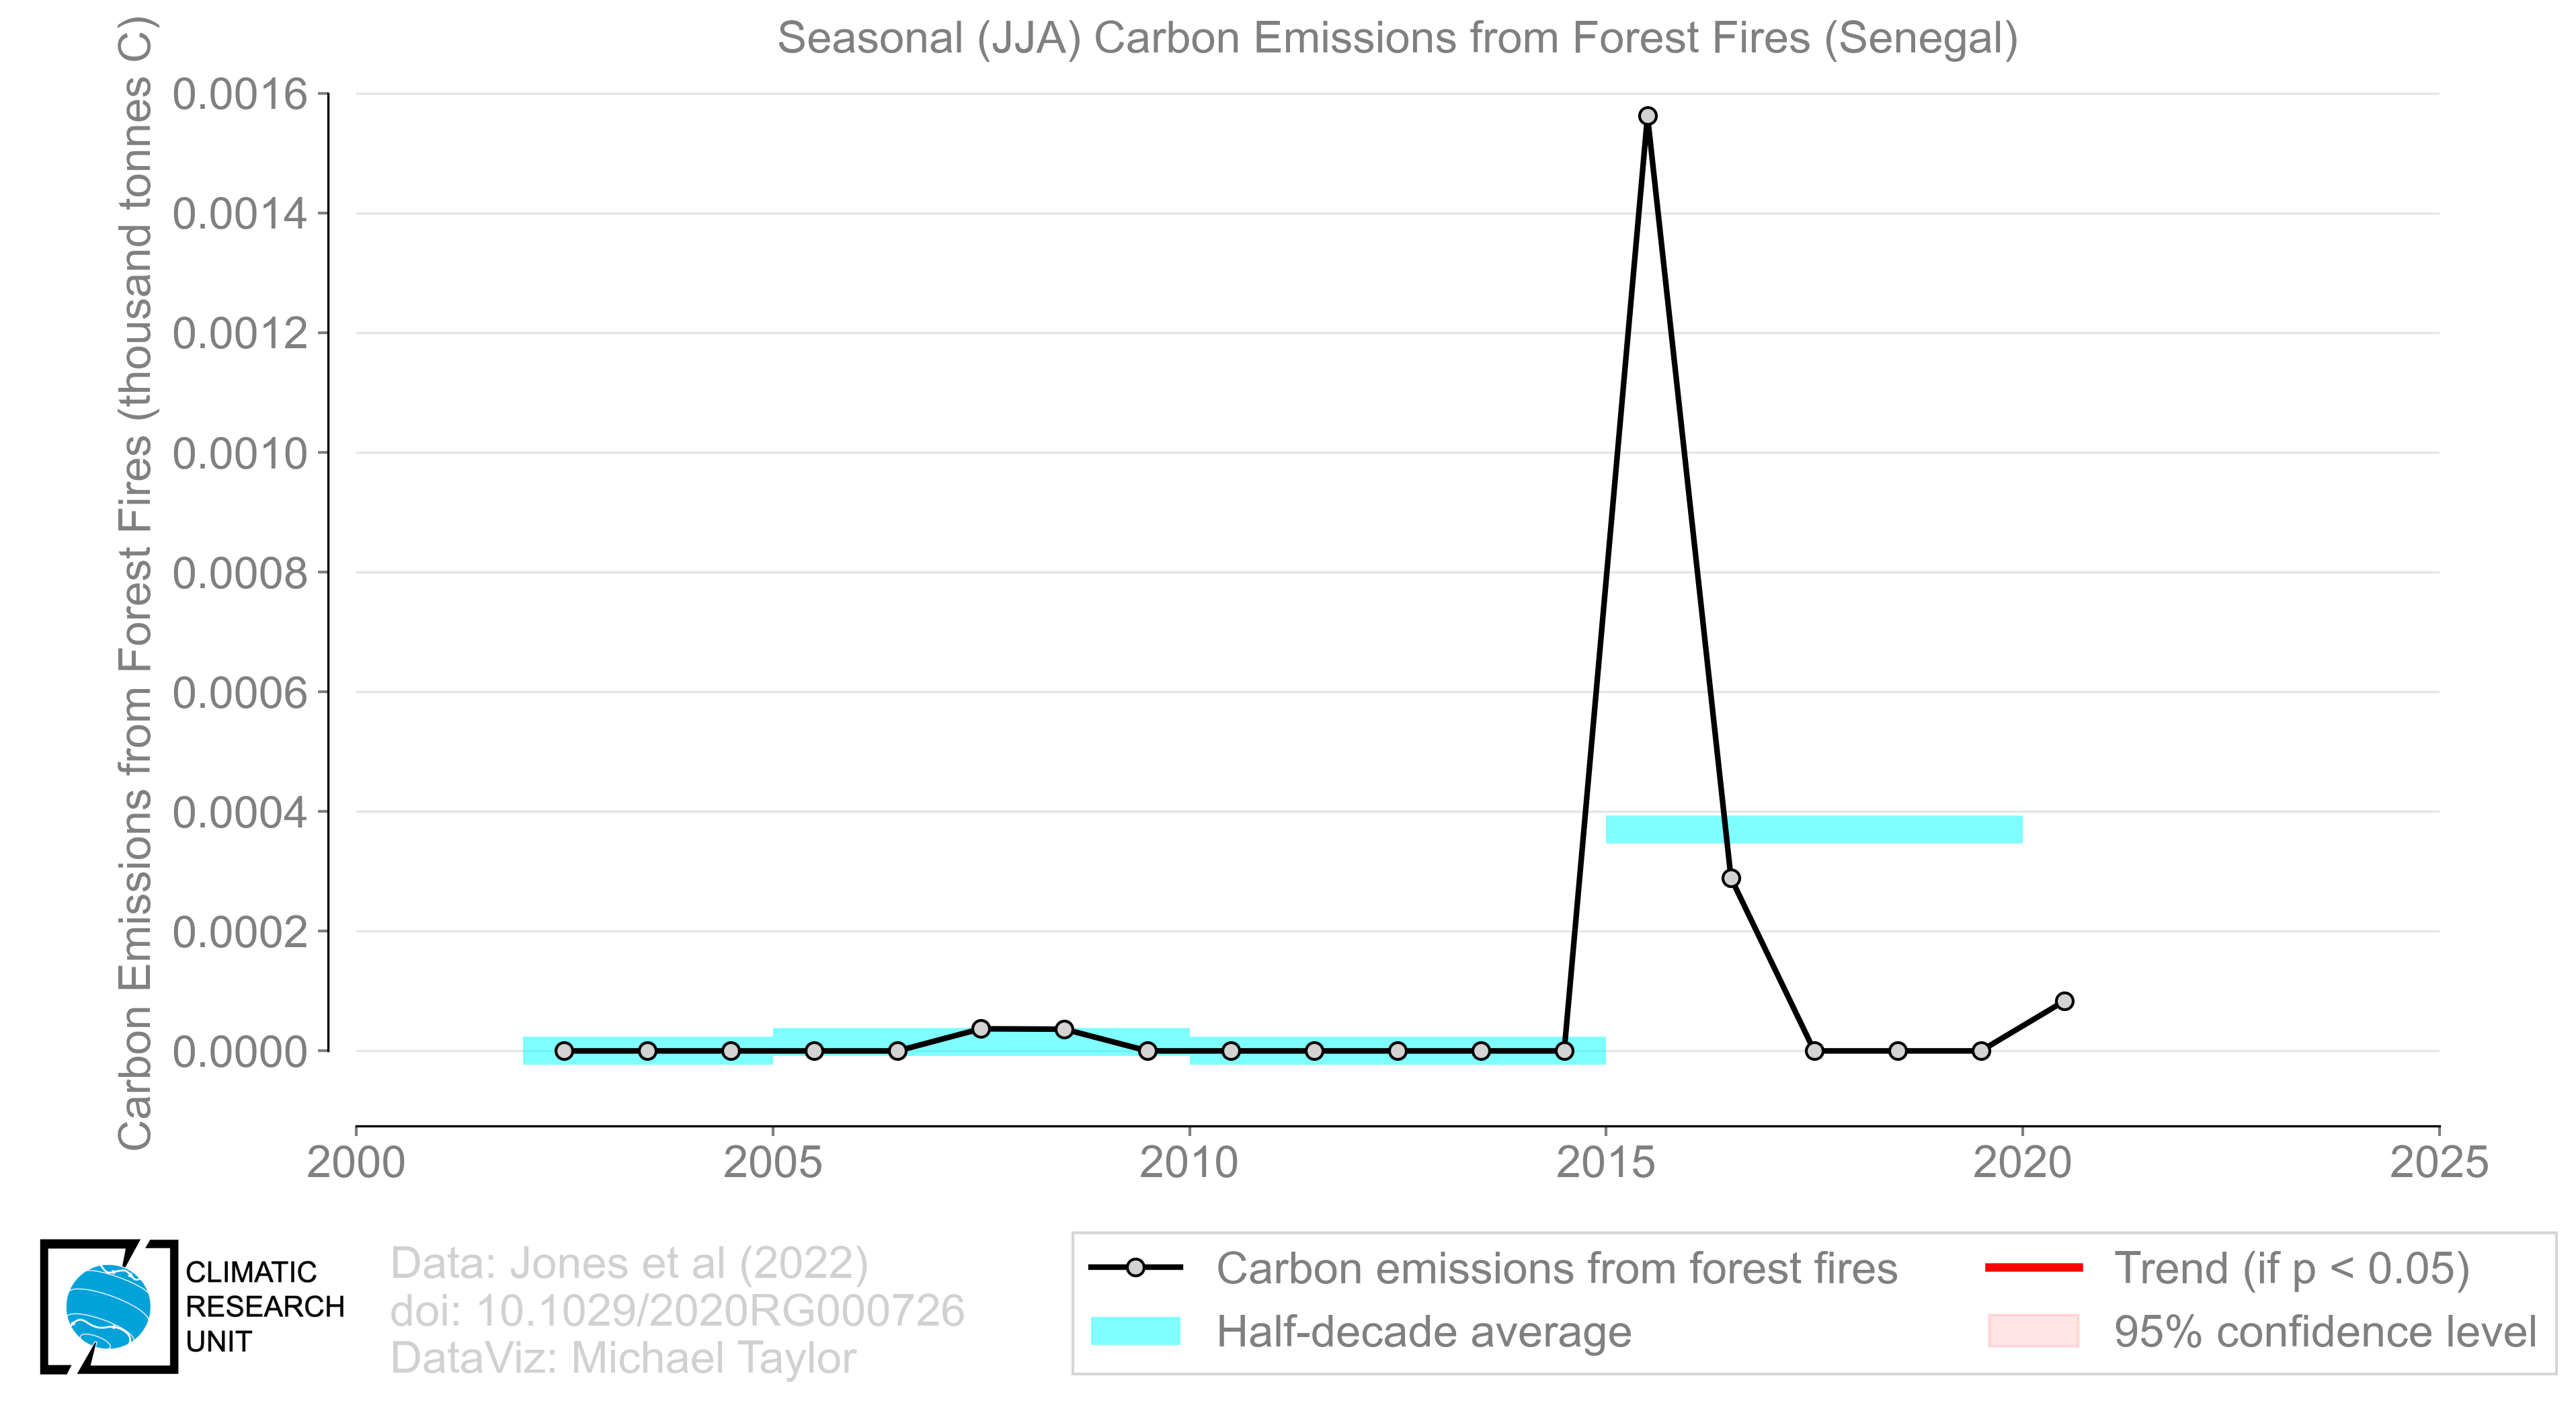 Seasonal (JJA) Carbon Emissions from Forest Fires (Senegal)
Carbon Emissions from Forest Fires (thousand tonnes C)
0.0016
0.0014
0.0012
0.0010
0.0008
0.0006
0.0004
0.0002
0.0000
2000 2005 2010 2015 2020 2025
CLIMATIC
RESEARCH
UNIT
Data: Jones et al (2022)
doi: 10.1029/2020RG000726
DataViz: Michael Taylor
Carbon emissions from forest fires
Half-decade average
Trend (if p < 0.05)
95% confidence level